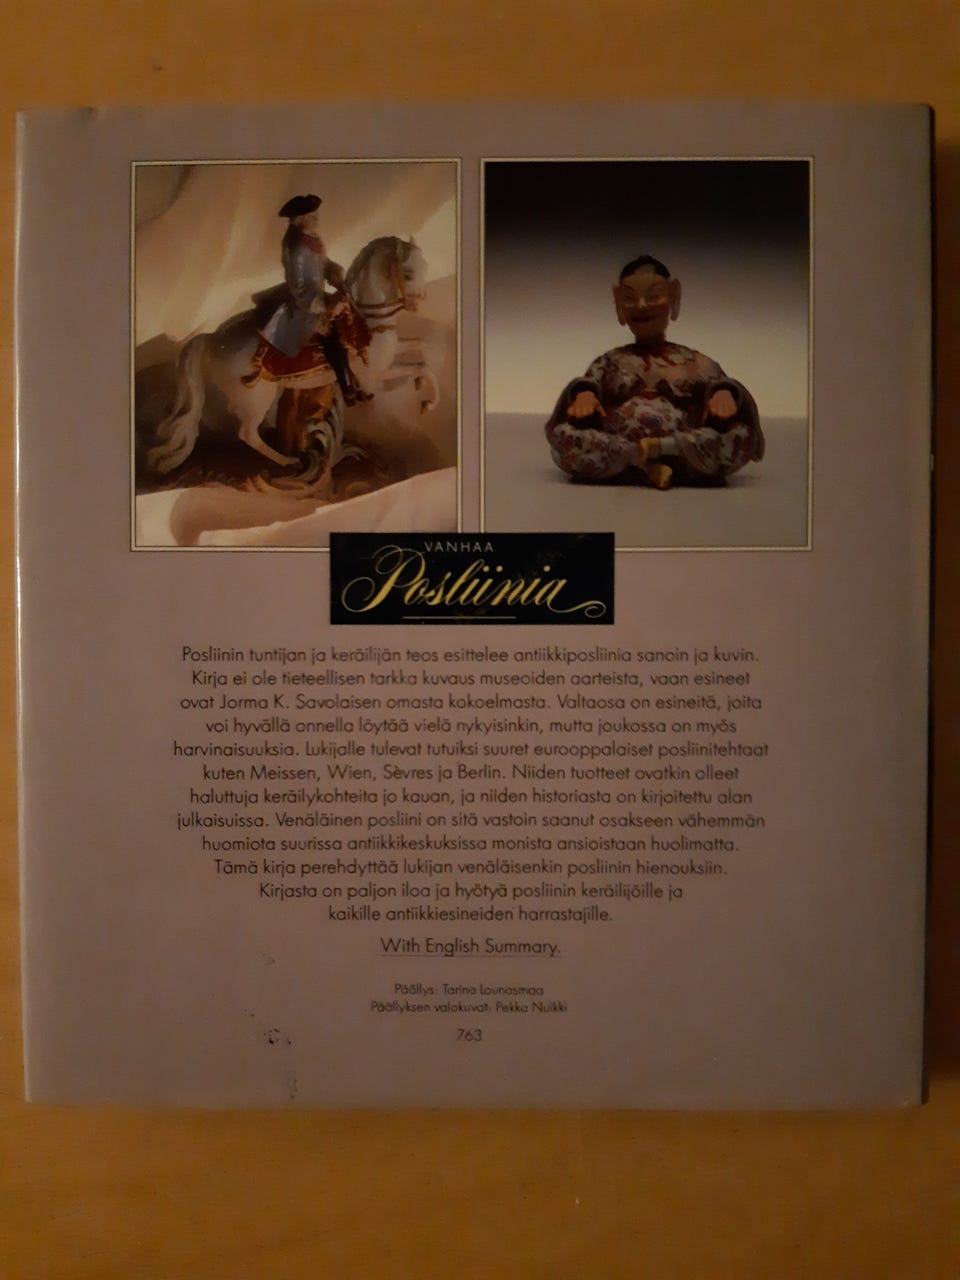 VANHAA
Posliinia
Posliinin tuntijan ja keräilijän teos esittelee antiikkiposliinia sanoin ja kuvin.
Kirja ei ole tieteellisen tarkka kuvaus museoiden aarteista, vaan esineet
ovat Jorma K. Savolaisen omasta kokoelmasta. Valtaosa on esineitä, joita
voi hyvällä onnella löytää vielä nykyisinkin, mutta joukossa on myös
harvinaisuuksia. Lukijalle tulevat tutuiksi suuret eurooppalaiset posliinitehtaat
kuten Meissen, Wien, Sèvres ja Berlin. Niiden tuotteet ovatkin olleet
haluttuja keräilykohteita jo kauan, ja niiden historiasta on kirjoitettu alan
julkaisuissa. Venäläinen posliini on sitä vastoin saanut osakseen vähemmän
huomiota suurissa antiikkikeskuksissa monista ansioistaan huolimatta.
Tämä kirja perehdyttää lukijan venäläisenkin posliinin hienouksiin.
Kirjasta on paljon iloa ja hyötyä posliinin keräilijöille ja
kaikille antiikkiesineiden harrastajille.
With English Summary.
Päällys: Tarina Lounasmaa
Päällyksen valokuvat: Pekka Nuikki
763